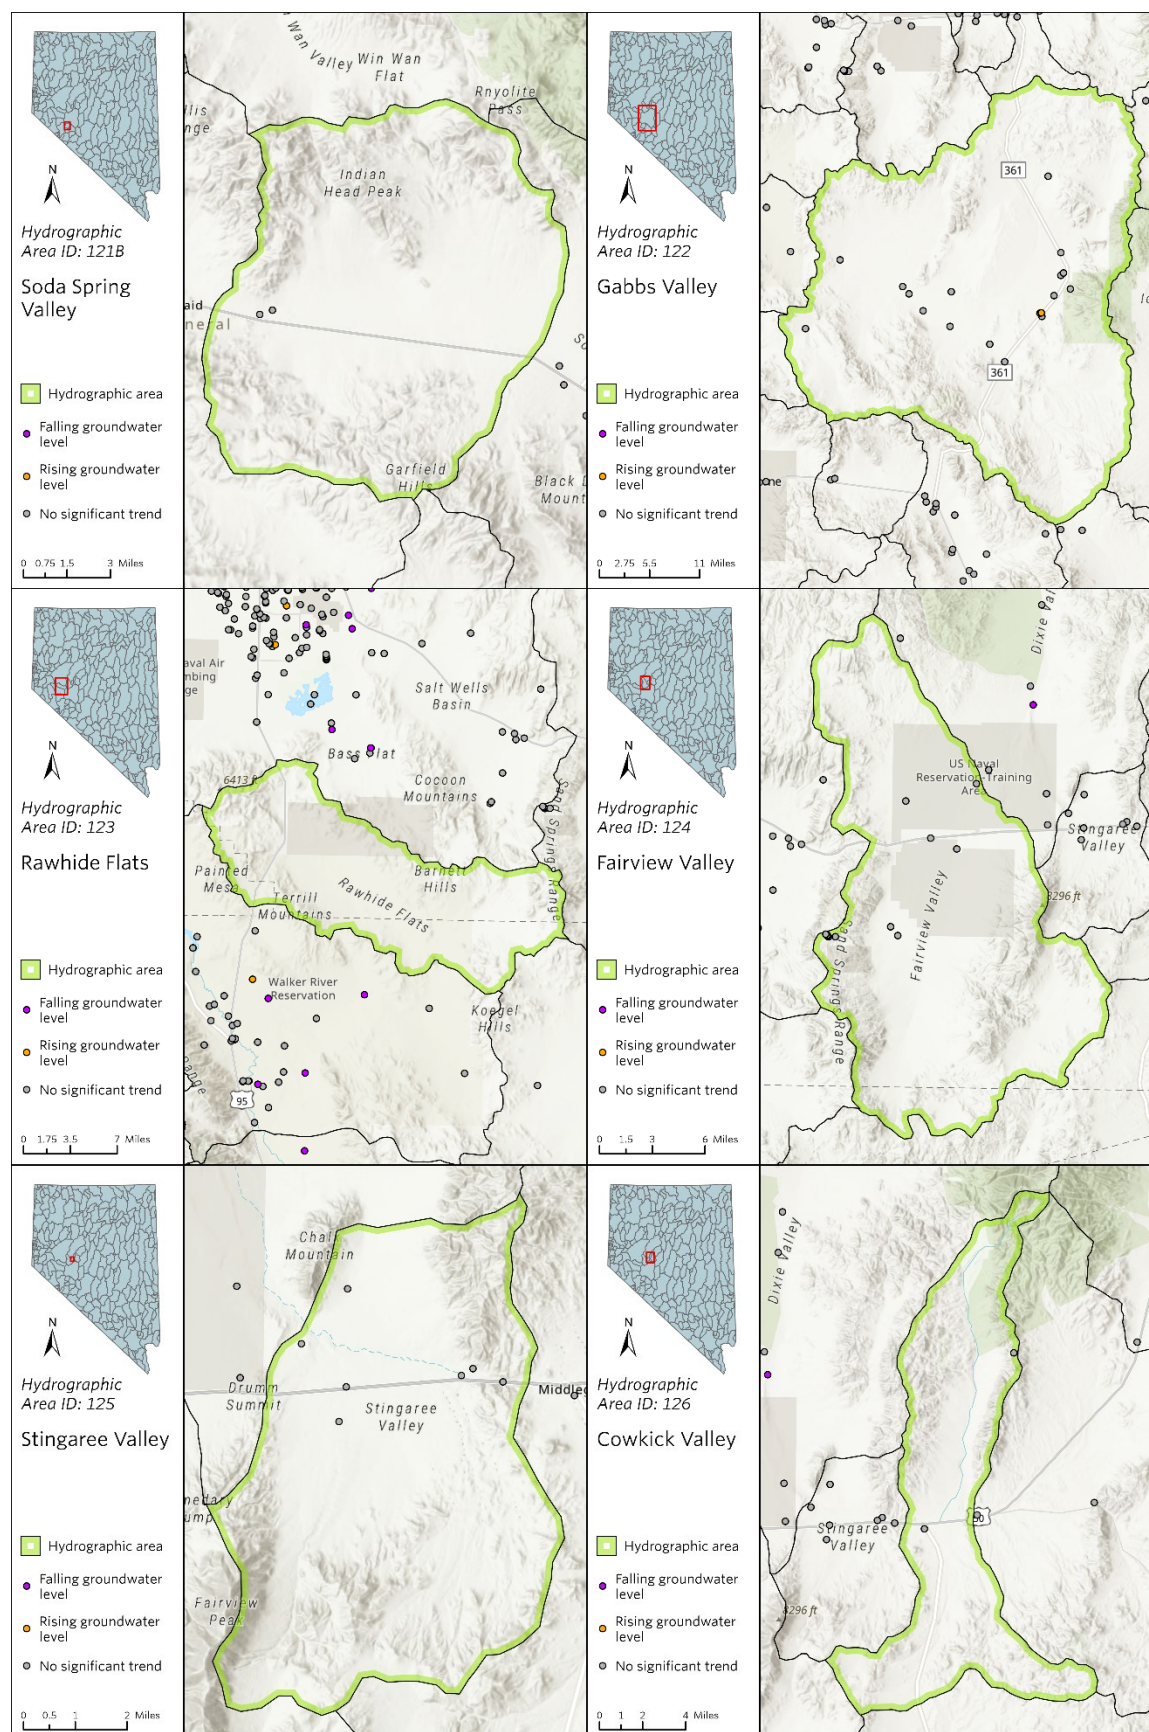 N
Hydrographic
Area ID: 121B
Soda Spring
Valley
Hydrographic area
Falling groundwater
level
Rising groundwater
level
No significant trend
0 0.75 1.5 3 Miles
Wan Valley
Win Wan
Flat
Rhyolite
Pass
Indian
Head Peak
Garfield
Hills
N
Hydrographic
Area ID: 122
Gabbs Valley
Hydrographic area
Falling groundwater
level
Rising groundwater
level
No significant trend
0 2.75 5.5 11 Miles
361
361
N
Hydrographic
Area ID: 123
Rawhide Flats
Hydrographic area
Falling groundwater
level
Rising groundwater
level
No significant trend
0 1.75 3.5 7 Miles
Salt Wells
Basin
Bass Flat
6413 ft
Cocoon
Mountains
Sand Springs Range
Painted
Mesa
Barnett
Hills
Terrill
Mountains
Rawhide Flats
Walker River
Reservation
Koegel
Hills
95
N
Hydrographic
Area ID: 124
Fairview Valley
Hydrographic area
Falling groundwater
level
Rising groundwater
level
No significant trend
0 1.5 3 6 Miles
US Naval
Reservation-Training
Area
Stingaree
Valley
8296 ft
Fairview Valley
Sand Springs Range
N
Hydrographic
Area ID: 125
Stingaree Valley
Hydrographic area
Falling groundwater
level
Rising groundwater
level
No significant trend
0 0.5 1 2 Miles
Chalk
Mountain
Drumm
Summit
Stingaree
Valley
Fairview
Peak
N
Hydrographic
Area ID: 126
Cowkick Valley
Hydrographic area
Falling groundwater
level
Rising groundwater
level
No significant trend
0 1 2 4 Miles
Dixie Valley
50
Stingaree
Valley
8296 ft